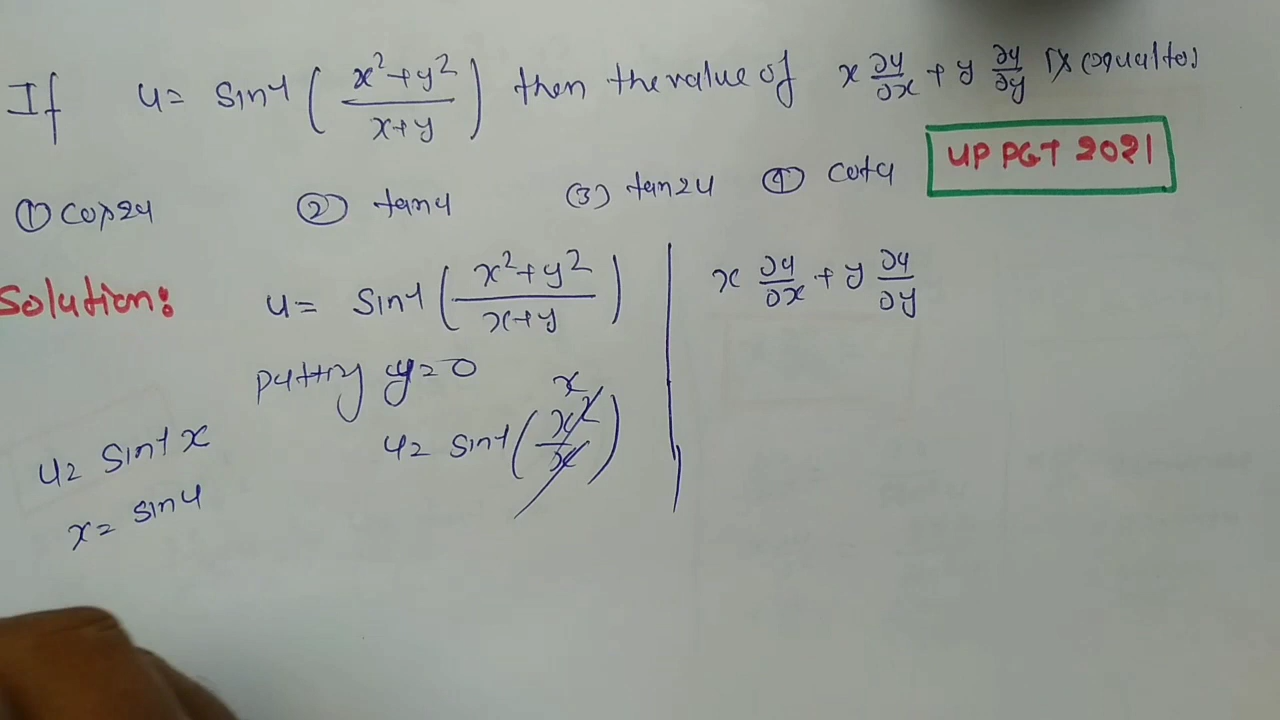 If u = sin⁻¹ ( x²+y² / x+y ) then the value of x ∂u/∂x + y ∂u/∂y is equal to
① cos2u ② tanu (3) tan2u ④ cotu
UP PGT 2021
Solution: u = sin⁻¹ ( x²+y² / x+y )
x ∂u/∂x + y ∂u/∂y
putting y=0
u = sin⁻¹ ( x² / x ) x
u = sin⁻¹ x
x = sinu